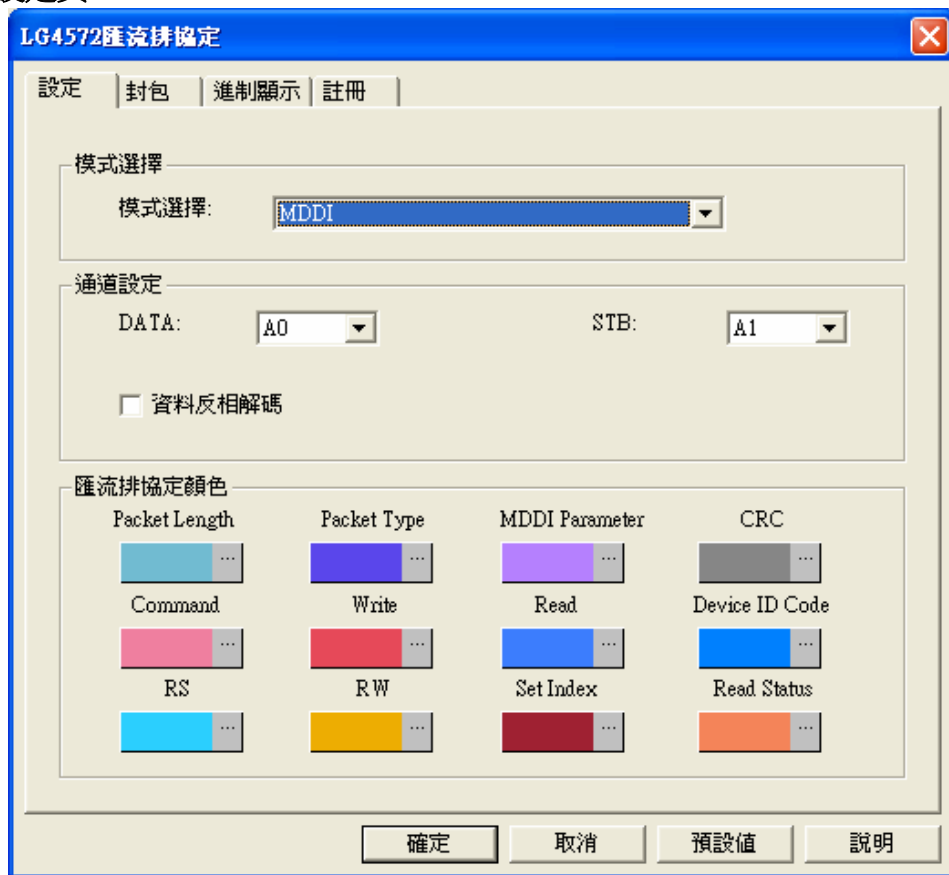 LG4572匯流排協定
設定 封包 進制顯示 註冊
模式選擇
模式選擇: MDDI
通道設定
DATA: A0 STB: A1
資料反相解碼
匯流排協定顏色
Packet Length Packet Type MDDI Parameter CRC
... ... ... ...
Command Write Read Device ID Code
... ... ... ...
RS RW Set Index Read Status
... ... ... ...
確定 取消 預設值 說明